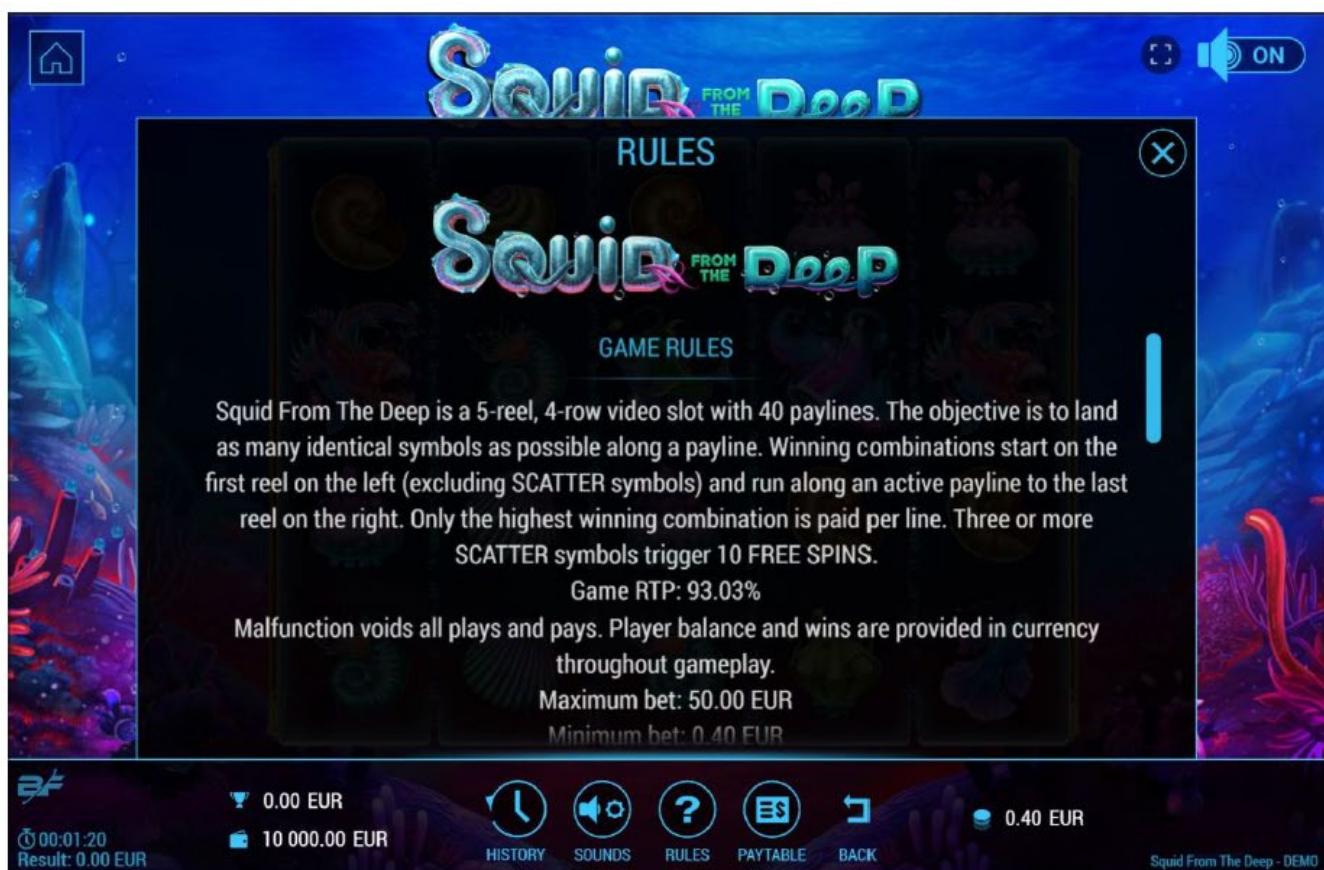 SQUID FROM THE DEEP
ON
RULES
SQUID FROM THE DEEP
GAME RULES
Squid From The Deep is a 5-reel, 4-row video slot with 40 paylines. The objective is to land
as many identical symbols as possible along a payline. Winning combinations start on the
first reel on the left (excluding SCATTER symbols) and run along an active payline to the last
reel on the right. Only the highest winning combination is paid per line. Three or more
SCATTER symbols trigger 10 FREE SPINS.
Game RTP: 93.03%
Malfunction voids all plays and pays. Player balance and wins are provided in currency
throughout gameplay.
Maximum bet: 50.00 EUR
Minimum bet: 0.40 EUR
BF
0.00 EUR
10 000.00 EUR
00:01:20
Result: 0.00 EUR
HISTORY
SOUNDS
RULES
PAYTABLE
BACK
0.40 EUR
Squid From The Deep - DEMO